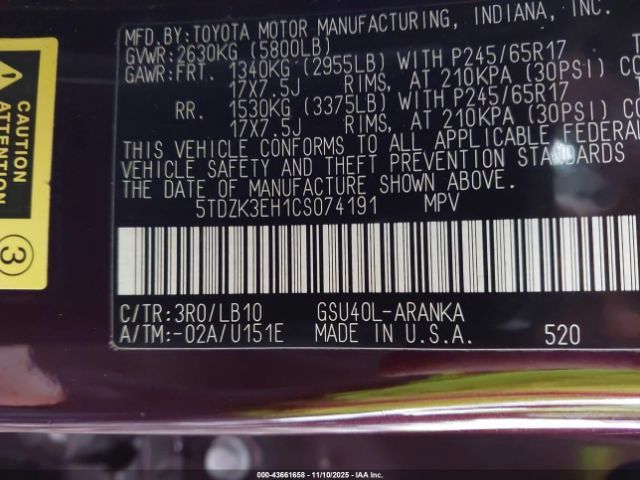 MFD.BY:TOYOTA MOTOR MANUFACTURING, INDIANA, INC.
GVWR:2630KG (5800LB)
GAWR:FRT. 1340KG (2955LB) WITH P245/65R17
17X7.5J RIMS, AT 210KPA (30PSI) CO
RR. 1530KG (3375LB) WITH P245/65R17
17X7.5J RIMS, AT 210KPA (30PSI) CO
THIS VEHICLE CONFORMS TO ALL APPLICABLE FEDERAL
VEHICLE SAFETY AND THEFT PREVENTION STANDARDS
THE DATE OF MANUFACTURE SHOWN ABOVE.
5TDZK3EH1CS074191 MPV
C/TR:3R0/LB10 GSU40L-ARANKA
A/TM:-02A/U151E MADE IN U.S.A. 520
3
000-43661658 - 11/10/2025 - IAA Inc.